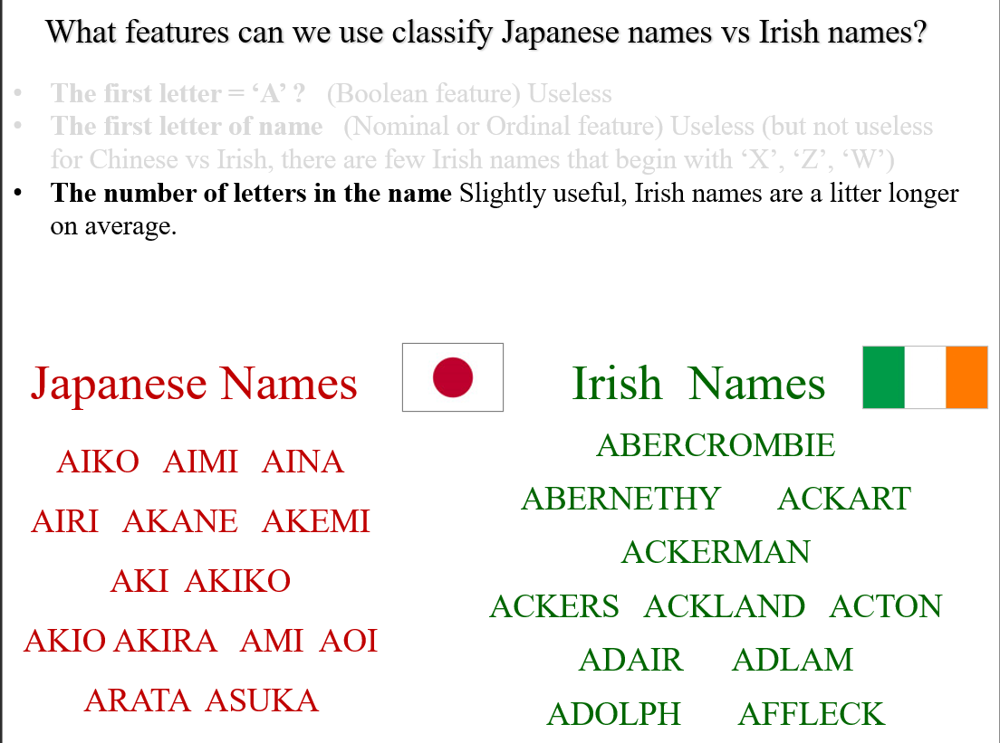 What features can we use classify Japanese names vs Irish names?
• The first letter = ‘A’ ? (Boolean feature) Useless
• The first letter of name (Nominal or Ordinal feature) Useless (but not useless
for Chinese vs Irish, there are few Irish names that begin with ‘X’, ‘Z’, ‘W’)
• The number of letters in the name Slightly useful, Irish names are a litter longer
on average.
Japanese Names
AIKO AIMI AINA
AIRI AKANE AKEMI
AKI AKIKO
AKIO AKIRA AMI AOI
ARATA ASUKA
Irish Names
ABERCROMBIE
ABERNETHY ACKART
ACKERMAN
ACKERS ACKLAND ACTON
ADAIR ADLAM
ADOLPH AFFLECK